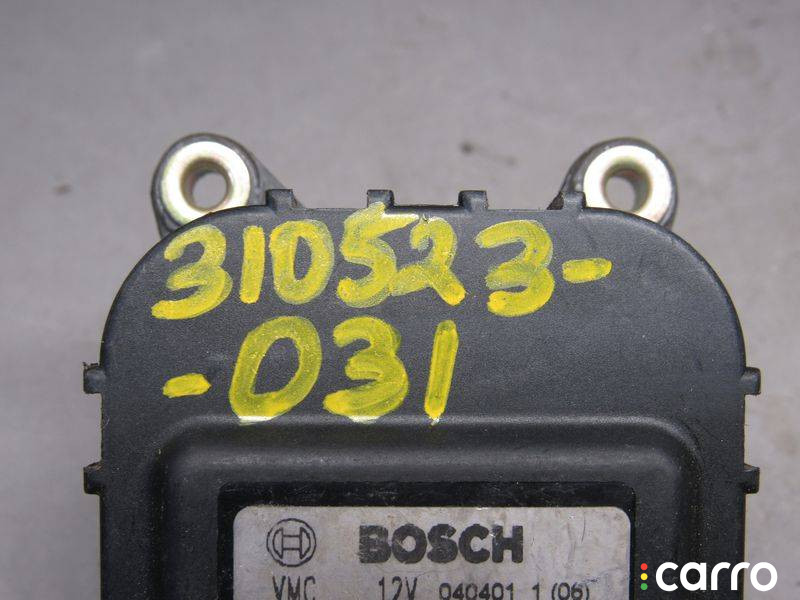 310523-
-031
BOSCH
VMC 12V 040401 1 (06)
carro